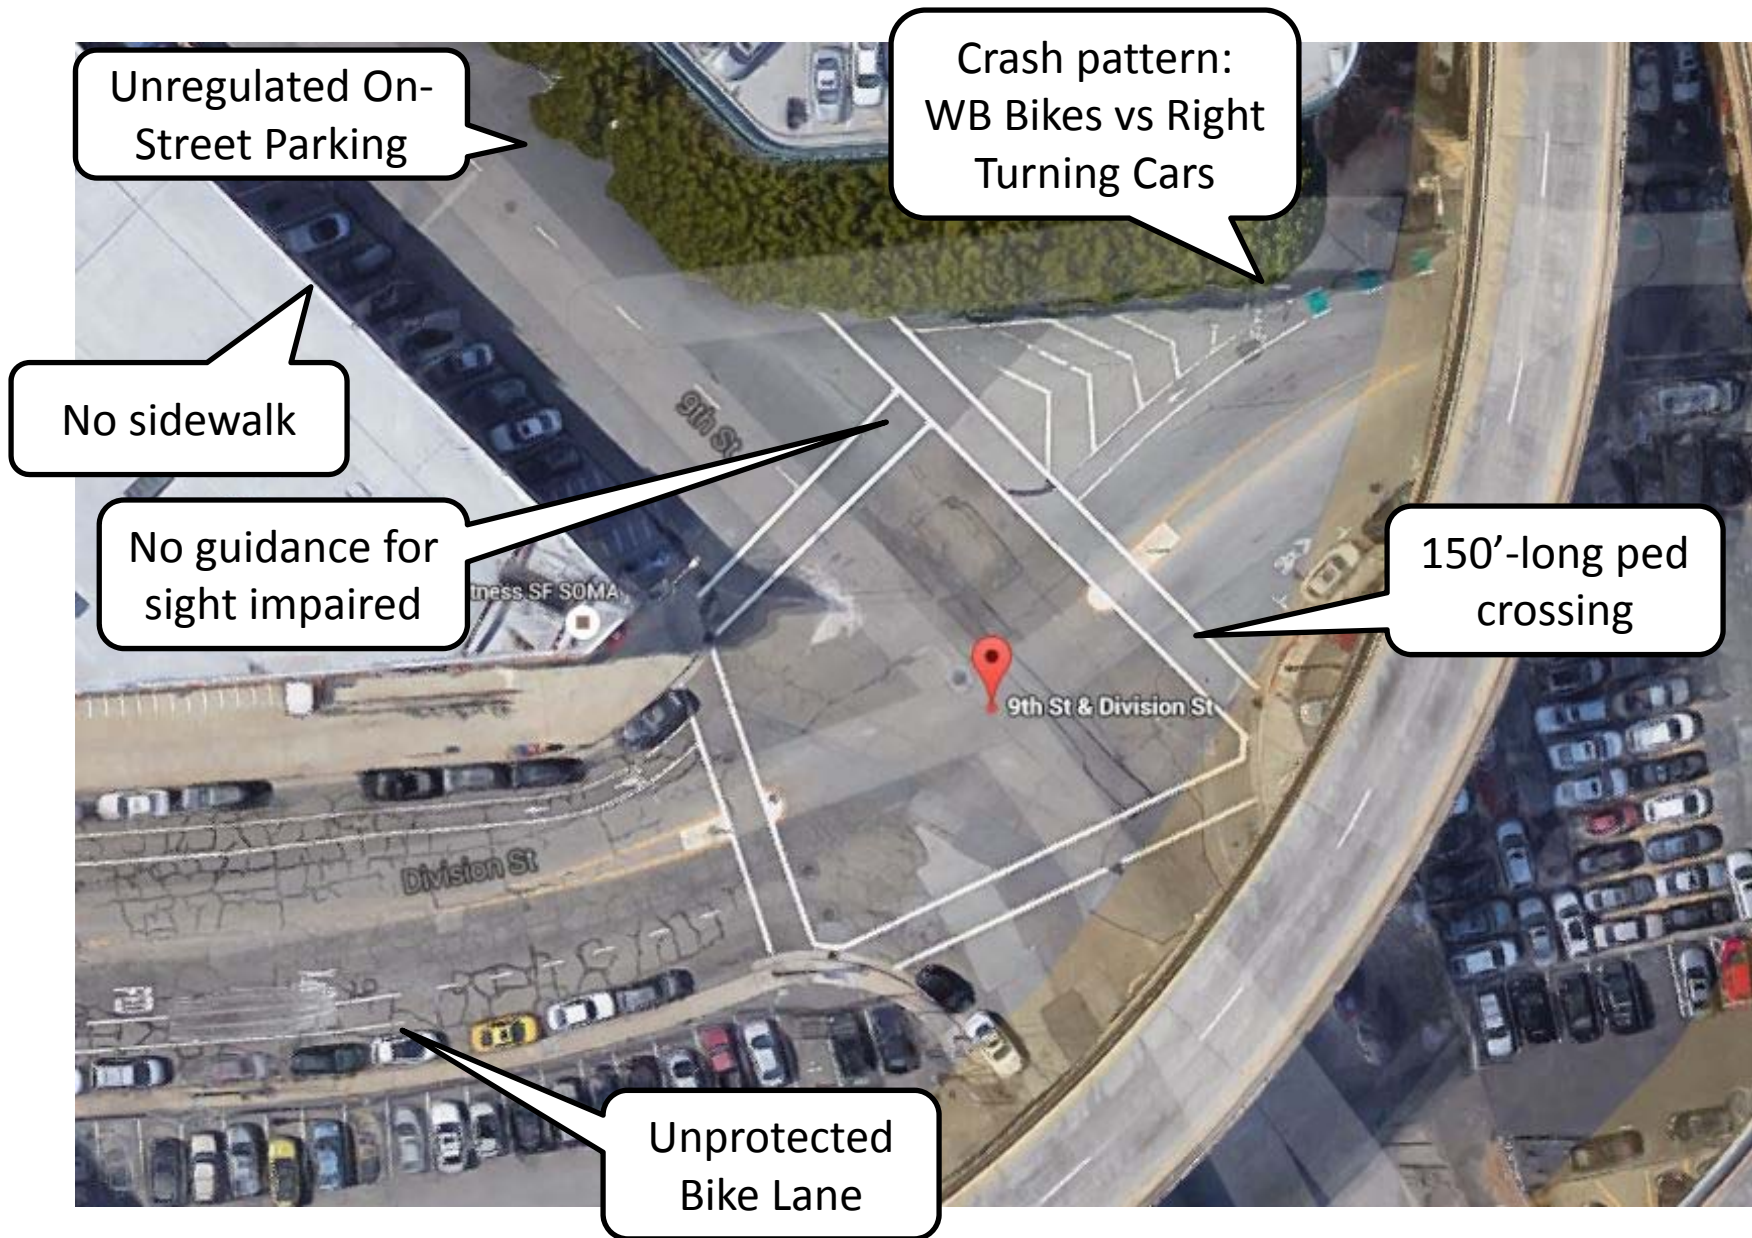 Unregulated On-
Street Parking
Crash pattern:
WB Bikes vs Right
Turning Cars
No sidewalk
9th St
No guidance for
sight impaired
tness SF SOMA
150’-long ped
crossing
9th St & Division St
Division St
Unprotected
Bike Lane